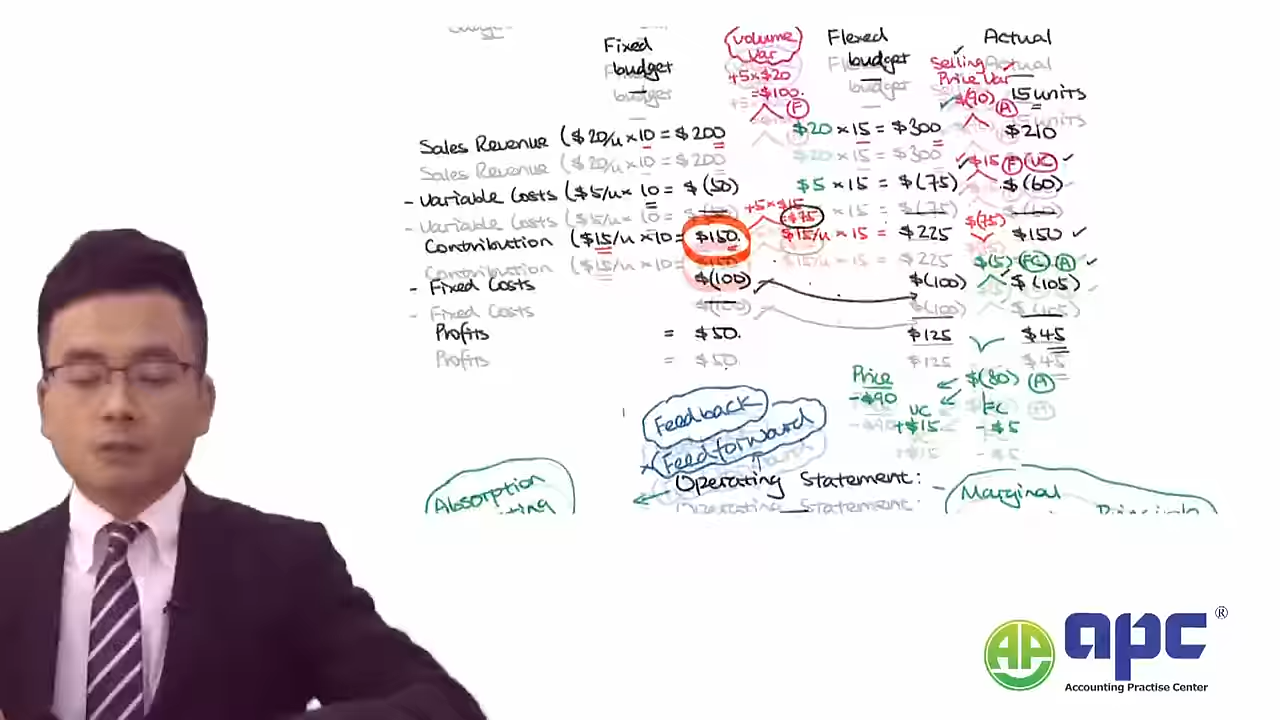 Fixed budget
Volume Var
+5×$20
=$100.
F
Flexed budget
Selling Price Var
$(90) A
Actual
15 units
Sales Revenue ($20/u × 10 = $200
$20 × 15 = $300
$210
$15 F VC
- Variable Costs ($5/u × 10 = $(50)
$5 × 15 = $(75)
$(60)
+5×$15
=$75
Contribution ($15/u × 10 = $150.
$15/u × 15 = $225
$(75)
$150
$(5) FC A
- Fixed Costs
$(100)
$(100)
$(105)
Profits = $50.
$125
$45
$(80) A
Price
-$90
VC
+$15
FC
-$5
Feedback
Feedforward
Operating Statement:
Absorption
Marginal
Principle
AP
apc®
Accounting Practise Center